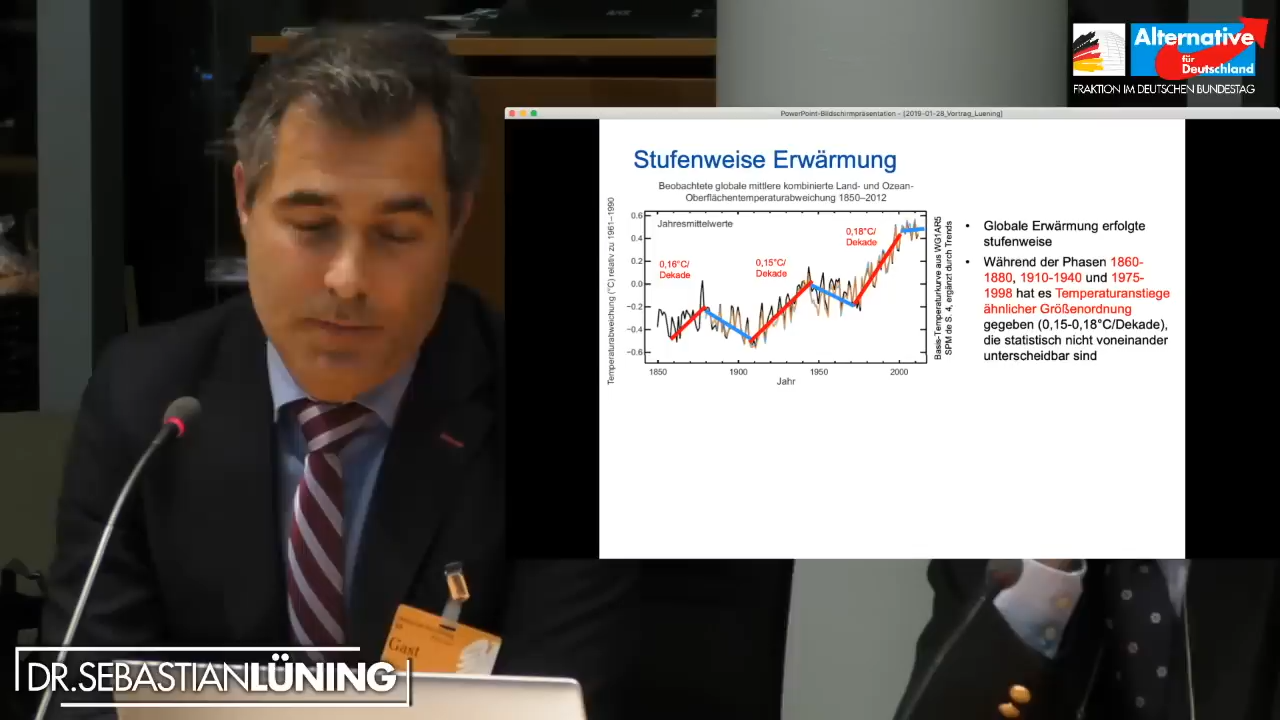 Alternative
für
Deutschland
FRAKTION IM DEUTSCHEN BUNDESTAG
PowerPoint-Bildschirmpräsentation - [2019-01-28_Vortrag_Luening]
Stufenweise Erwärmung
Beobachtete globale mittlere kombinierte Land- und Ozean-
Oberflächentemperaturabweichung 1850–2012
Temperaturabweichung (°C) relativ zu 1961–1990
Jahresmittelwerte
0.6
0.4
0.2
0.0
−0.2
−0.4
−0.6
0,16°C/
Dekade
0,15°C/
Dekade
0,18°C/
Dekade
1850
1900
1950
2000
Jahr
Basis-Temperaturkurve aus WG1AR5
SPM de S. 4, ergänzt durch Trends
• Globale Erwärmung erfolgte
stufenweise
• Während der Phasen 1860-
1880, 1910-1940 und 1975-
1998 hat es Temperaturanstiege
ähnlicher Größenordnung
gegeben (0,15-0,18°C/Dekade),
die statistisch nicht voneinander
unterscheidbar sind
Gast
DR.SEBASTIANLÜNING